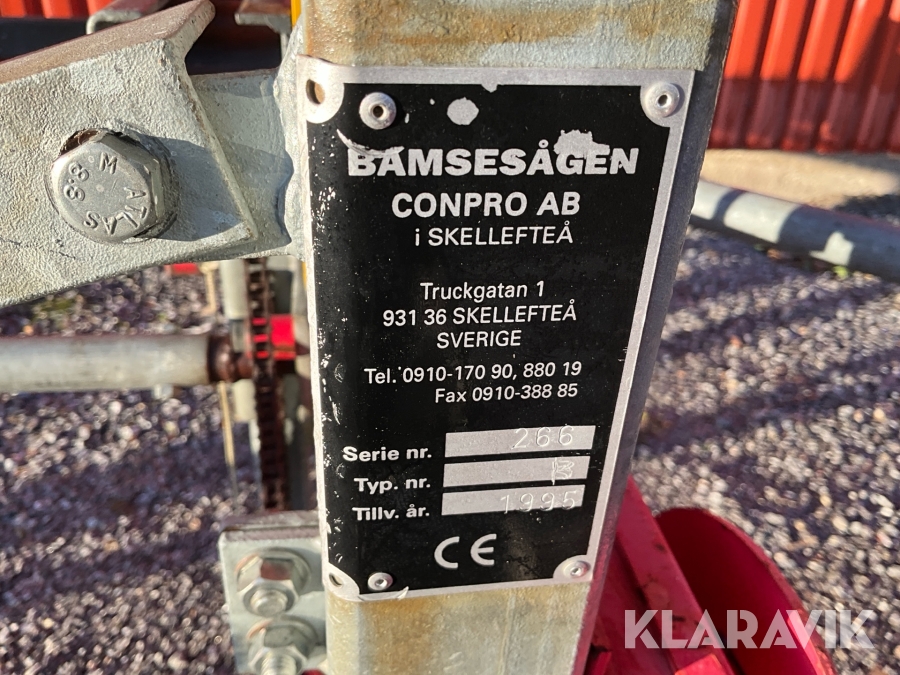 BAMSESÅGEN
CONPRO AB
i SKELLEFTEÅ
Truckgatan 1
931 36 SKELLEFTEÅ
SVERIGE
Tel. 0910-170 90, 880 19
Fax 0910-388 85
Serie nr. 266
Typ. nr. B
Tillv. år. 1995
CE
M ATLAS 88
KLARAVIK